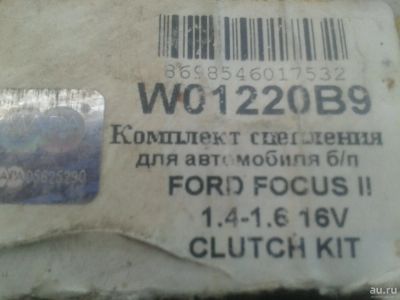 8698546017532
W01220B9
Комплект сцепления
для автомобиля б/п
FORD FOCUS II
1.4-1.6 16V
CLUTCH KIT
au.ru